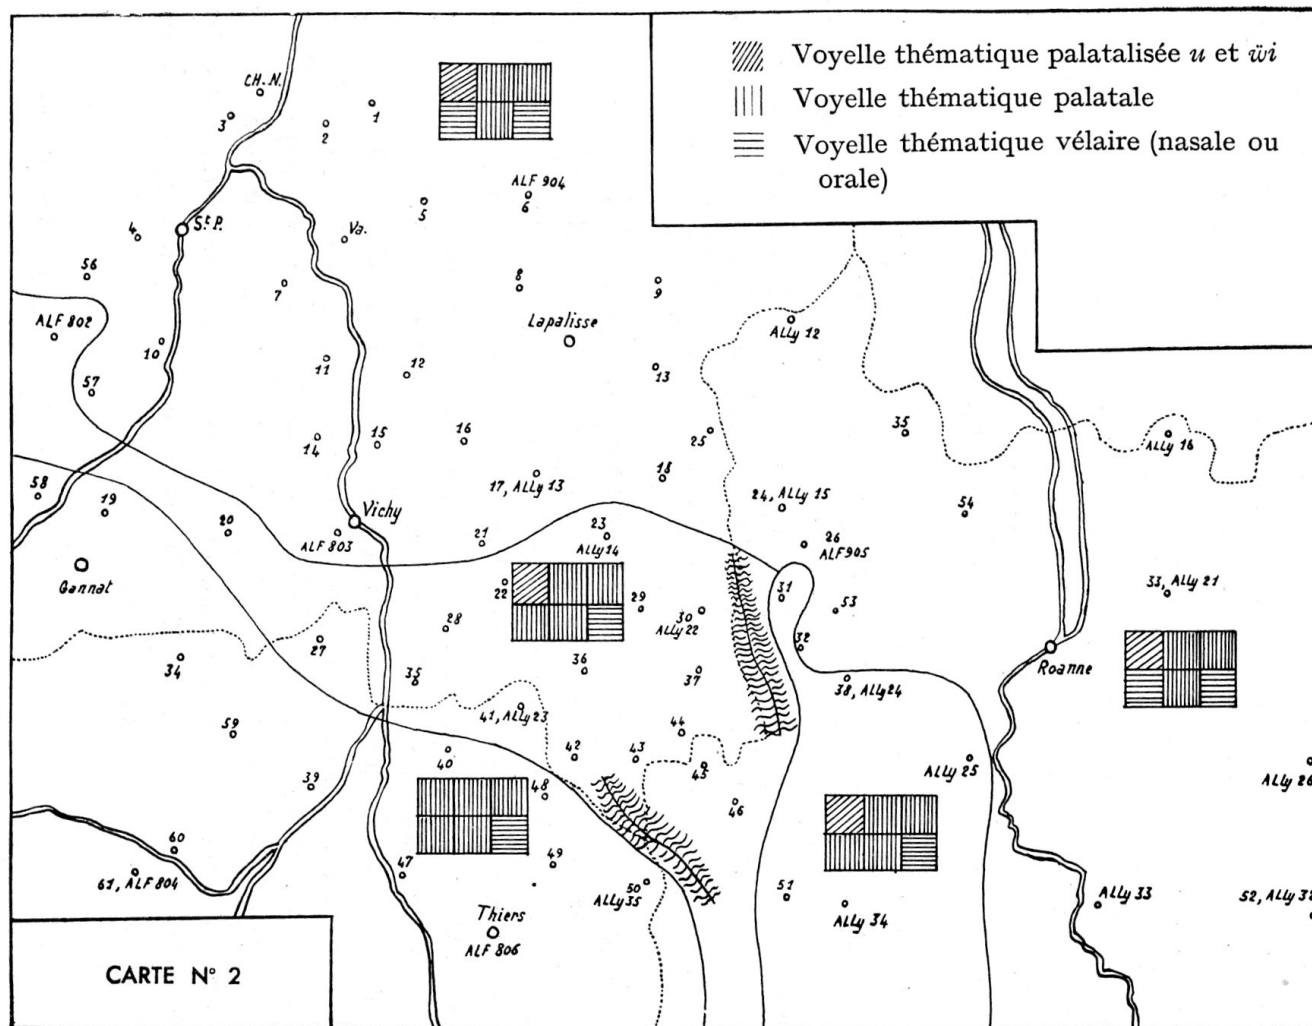 Voyelle thématique palatalisée u et ẅi
Voyelle thématique palatale
Voyelle thématique vélaire (nasale ou
orale)
CH.N.
3
2
1
ALF 904
6
5
4
St P.
Va.
56
7
8
9
ALF 802
Lapalisse
ALLy 12
10
57
11
12
13
14
15
16
25
35
ALLy 16
58
19
17, ALLy 13
18
24, ALLy 15
54
20
Vichy
ALF 803
21
23
ALLy 14
26
ALF 905
Gannat
22
29
31
33, ALLy 21
28
30
ALLy 22
53
27
32
34
35
36
37
38, ALLy 24
Roanne
41, ALLy 23
59
44
40
42
43
45
ALLy 25
ALLy 26
39
48
46
60
61, ALF 804
47
49
50
ALLy 35
51
ALLy 34
ALLy 33
52, ALLy 32
Thiers
ALF 806
CARTE N° 2